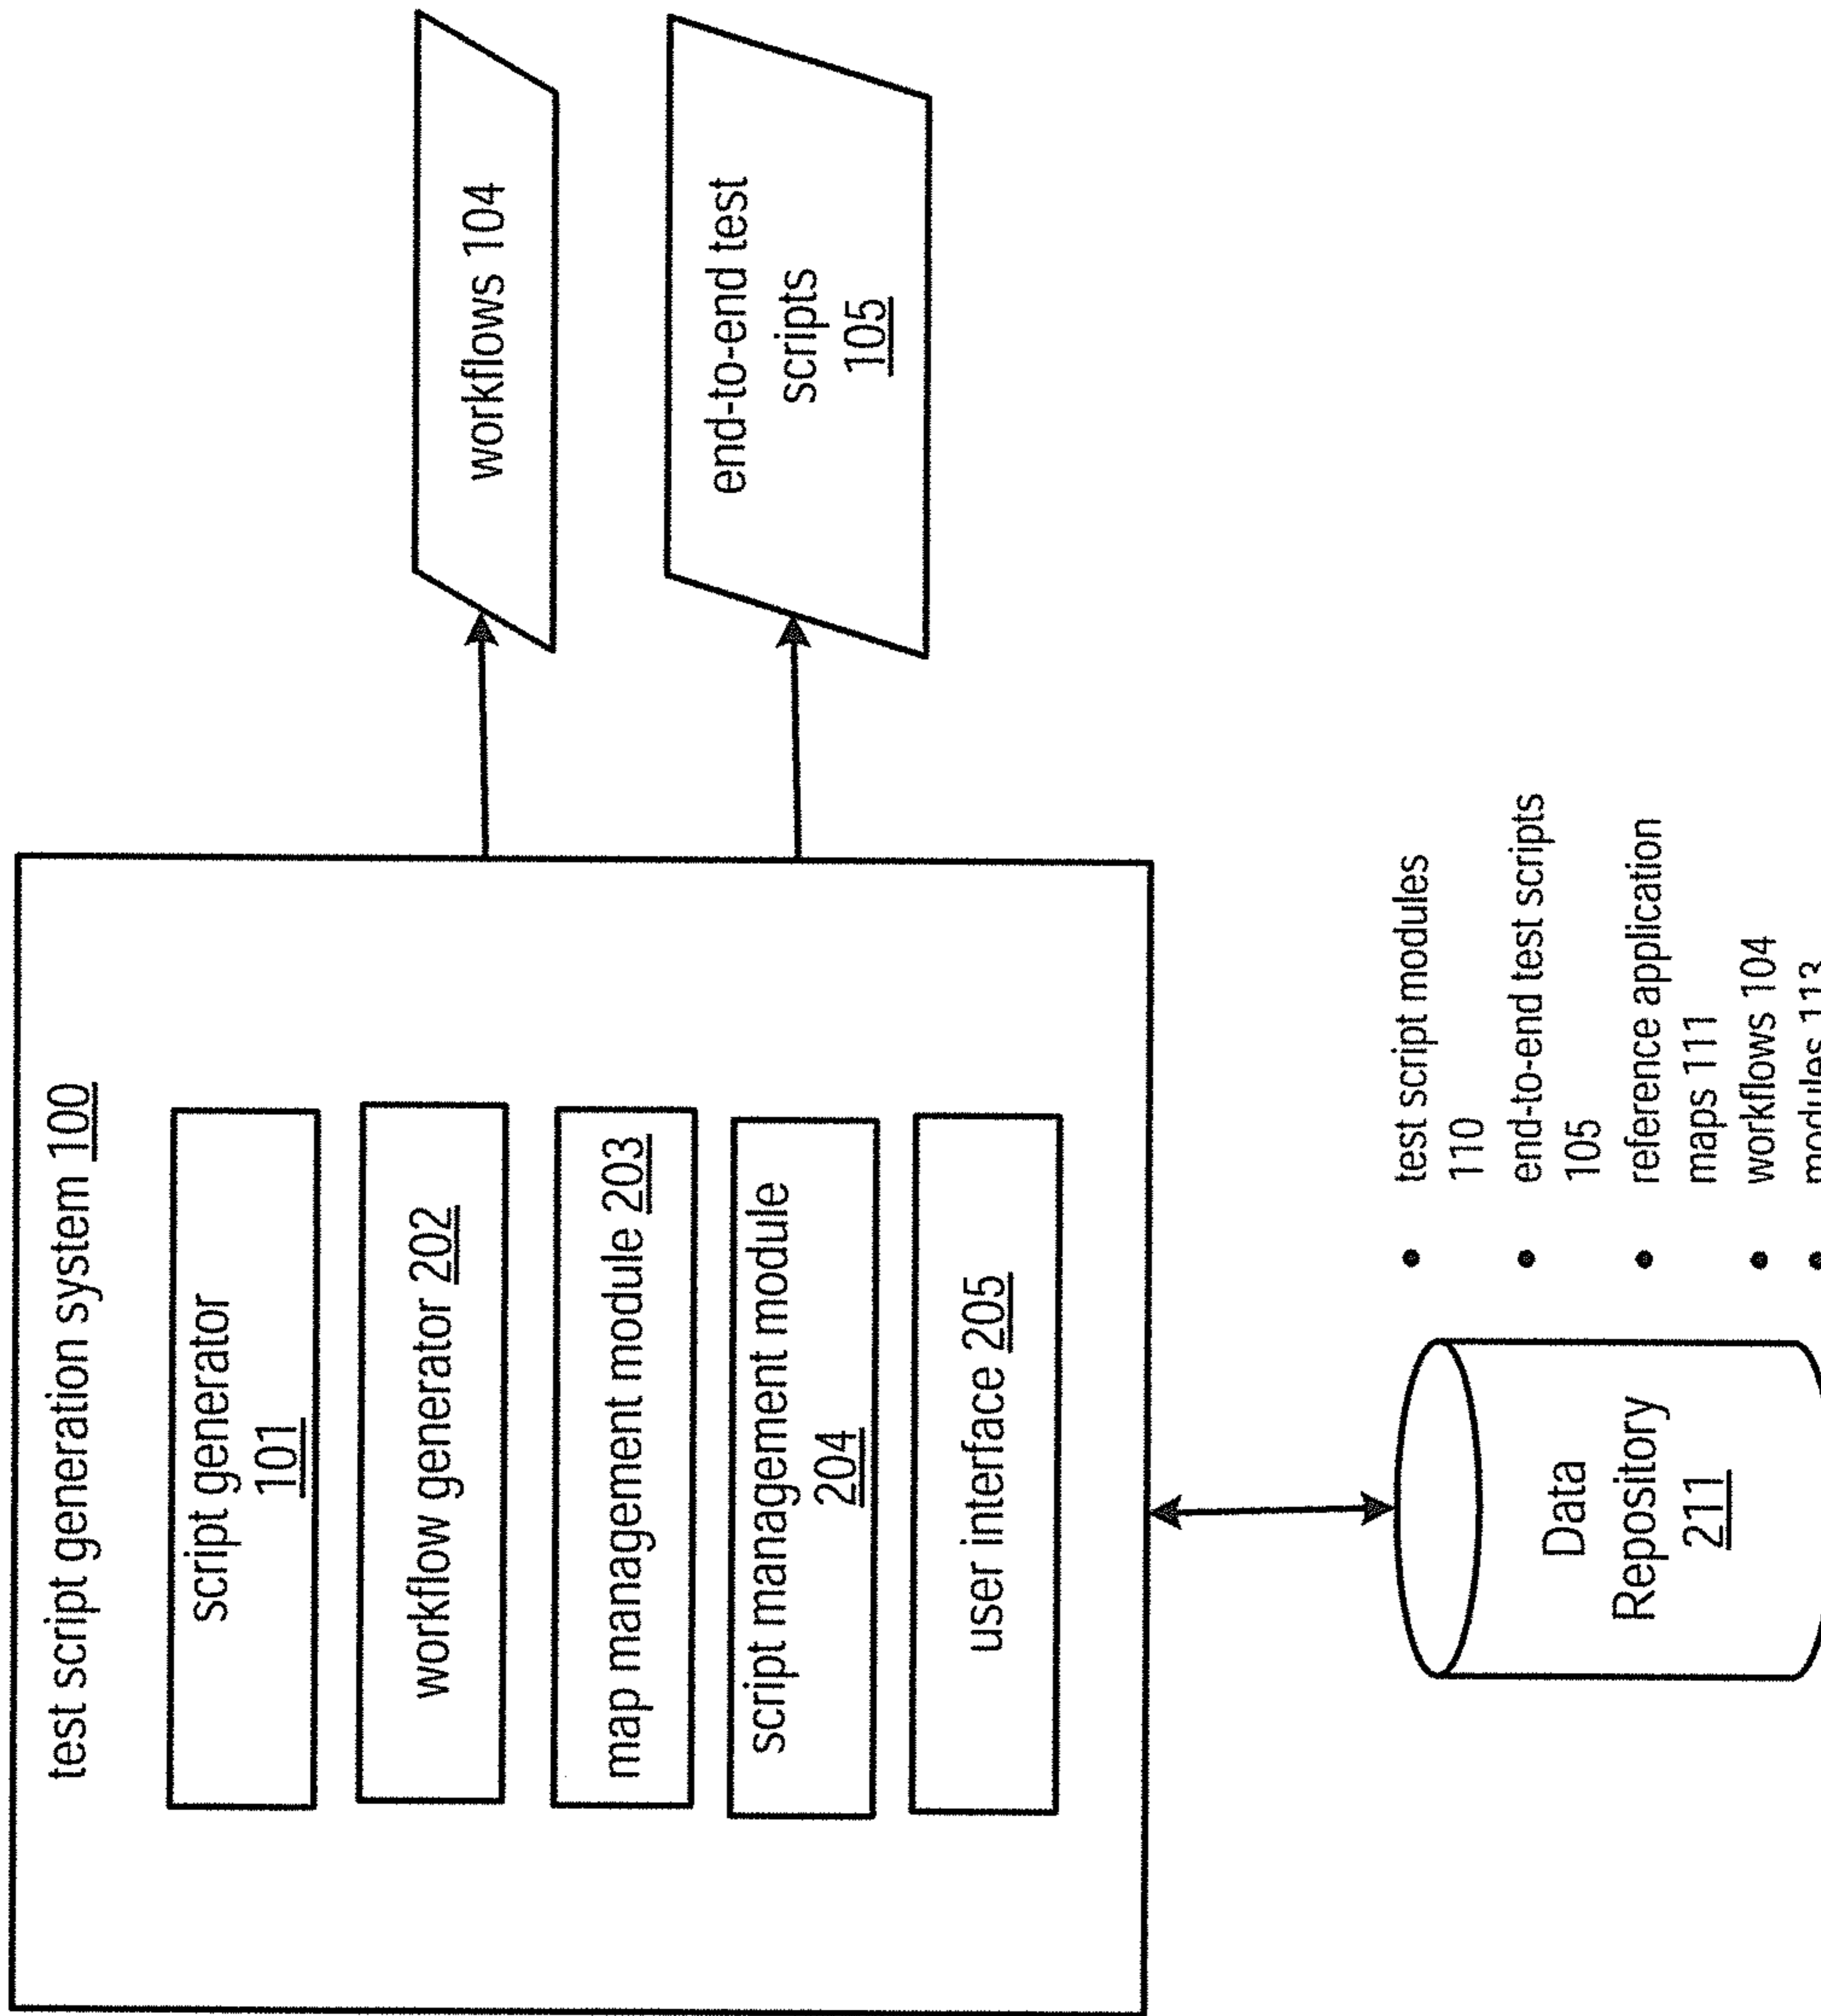 test script generation system 100
script generator
101
workflow generator 202
map management module 203
script management module
204
user interface 205
workflows 104
end-to-end test
scripts
105
Data
Repository
211
• test script modules
110
• end-to-end test scripts
105
• reference application
maps 111
• workflows 104
• modules 113